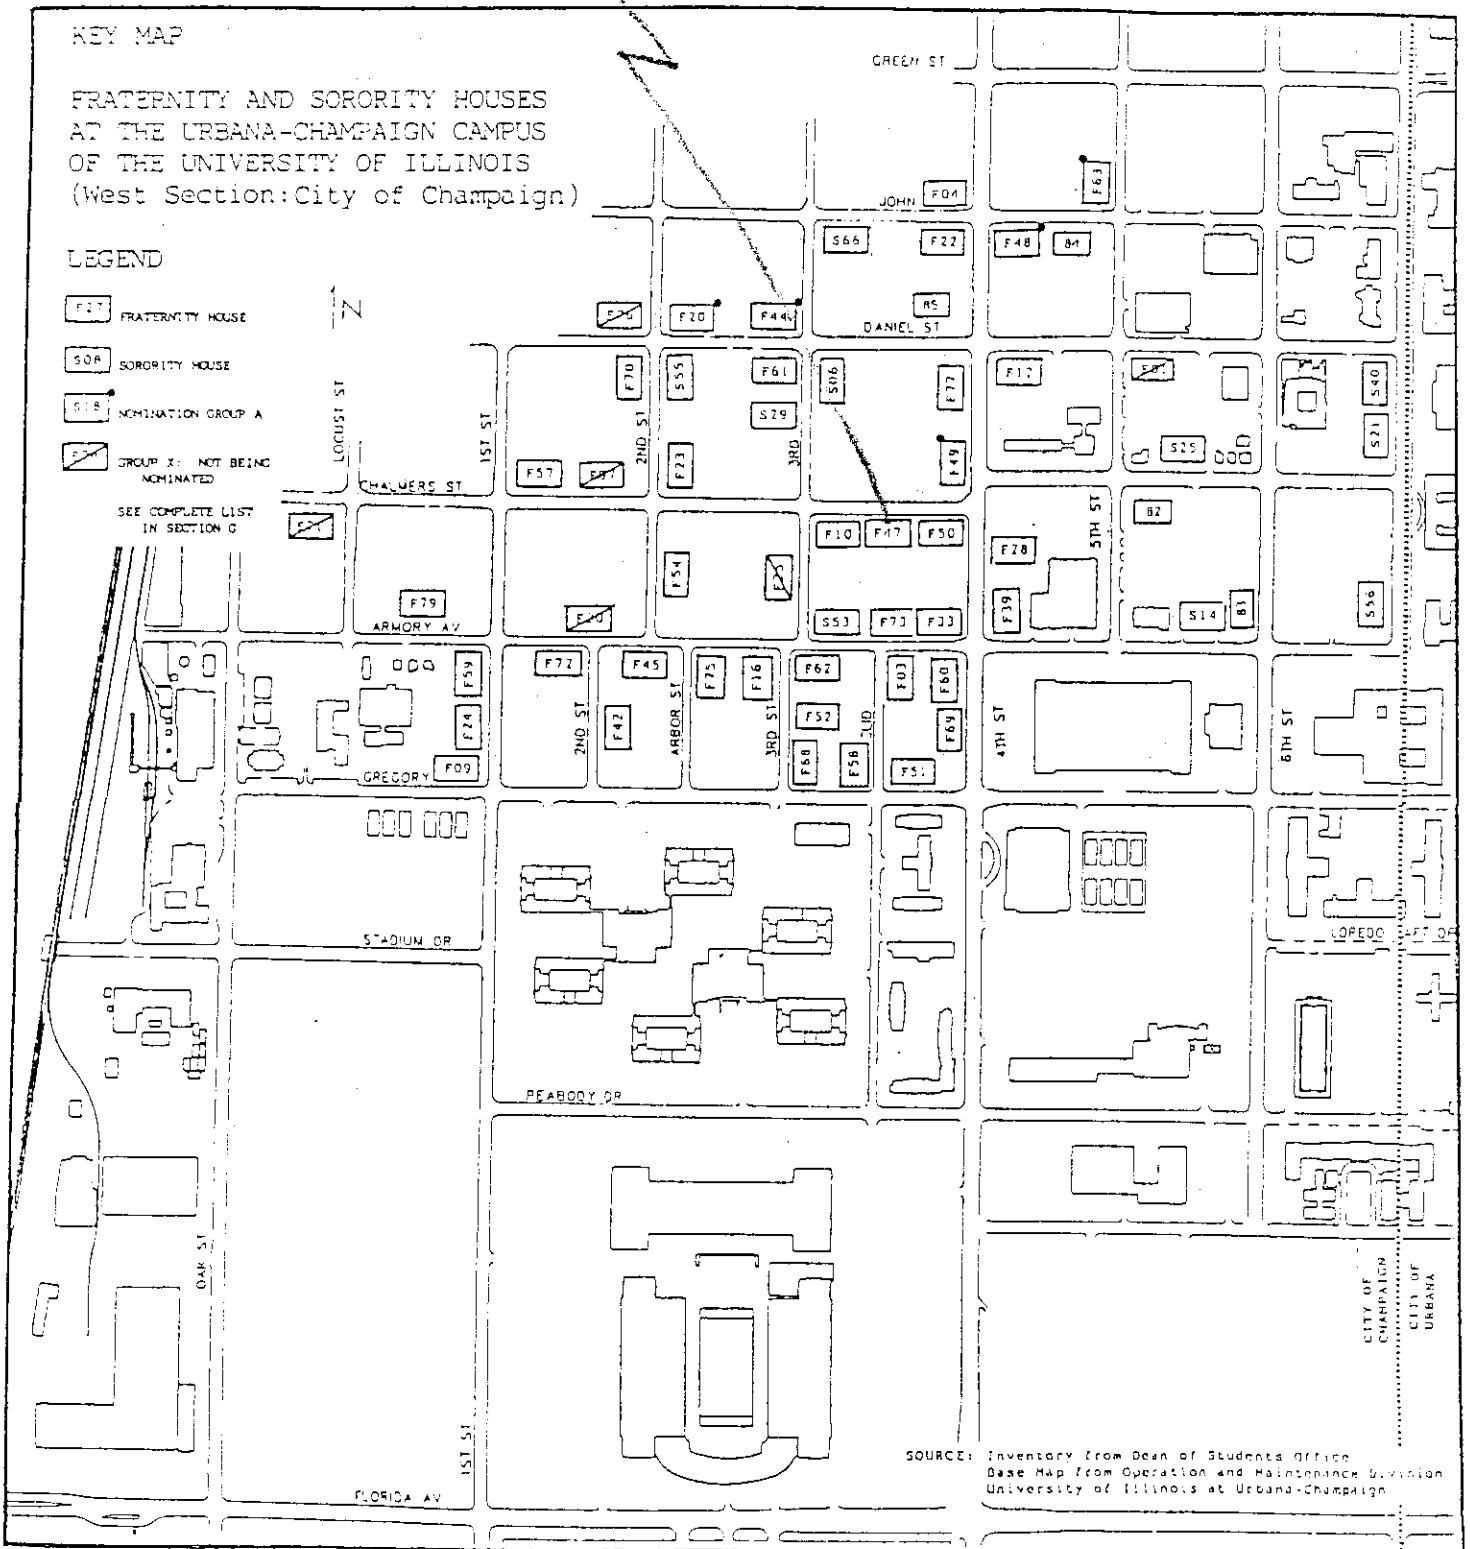 KEY MAP
FRATERNITY AND SORORITY HOUSES
AT THE URBANA-CHAMPAIGN CAMPUS
OF THE UNIVERSITY OF ILLINOIS
(West Section:City of Champaign)
LEGEND
F27 FRATERNITY HOUSE
S08 SORORITY HOUSE
S18 NOMINATION GROUP A
GROUP X: NOT BEING
NOMINATED
SEE COMPLETE LIST
IN SECTION G
N
GREEN ST
F63
JOHN
F04
S66
F22
F48
B4
F20
F44
B5
DANIEL ST
LOCUST ST
1ST ST
F70
2ND ST
S55
F61
S29
F23
3RD
S06
F77
F49
F12
S25
S40
S21
F57
CHALMERS ST
F10
F47
F50
F28
5TH ST
B2
F54
F79
ARMORY AV
S53
F73
F33
F39
S14
B3
S56
F59
F24
GREGORY
F09
F72
2ND ST
F45
F42
ARBOR ST
F75
F16
3RD ST
F62
F52
F68
F58
F03
F60
F69
F51
4TH ST
6TH ST
STADIUM DR
LOREDO TAFT DR
PEABODY DR
OAK ST
1ST ST
FLORIDA AV
CITY OF
CHAMPAIGN
CITY OF
URBANA
SOURCE: Inventory from Dean of Students Office
Base Map from Operation and Maintenance Division
University of Illinois at Urbana-Champaign